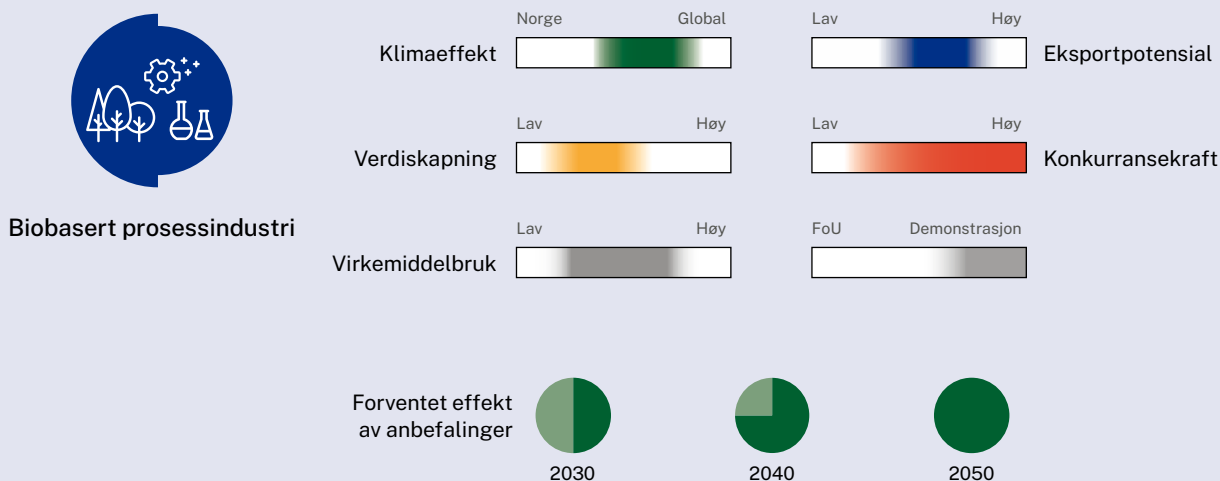 Norge Global
Klimaeffekt
Lav Høy
Eksportpotensial
Lav Høy
Verdiskapning
Lav Høy
Konkurransekraft
Biobasert prosessindustri
Lav Høy
Virkemiddelbruk
FoU Demonstrasjon
Forventet effekt
av anbefalinger
2030 2040 2050